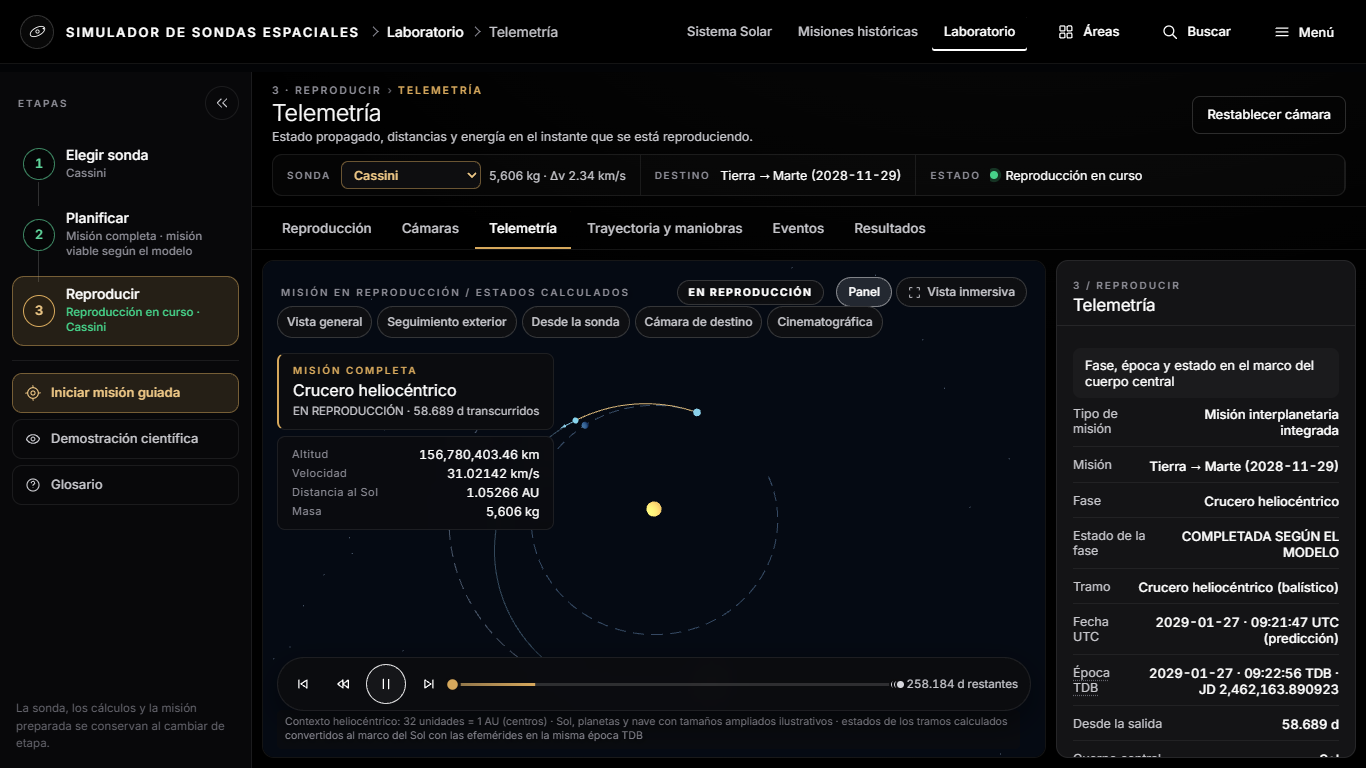 SIMULADOR DE SONDAS ESPACIALES > Laboratorio > Telemetría
Sistema Solar
Misiones históricas
Laboratorio
Áreas
Buscar
Menú
ETAPAS
1
Elegir sonda
Cassini
2
Planificar
Misión completa · misión
viable según el modelo
3
Reproducir
Reproducción en curso ·
Cassini
Iniciar misión guiada
Demostración científica
Glosario
La sonda, los cálculos y la misión
preparada se conservan al cambiar de
etapa.
3 · REPRODUCIR › TELEMETRÍA
Telemetría
Estado propagado, distancias y energía en el instante que se está reproduciendo.
Restablecer cámara
SONDA Cassini 5,606 kg · Δv 2.34 km/s
DESTINO Tierra → Marte (2028-11-29)
ESTADO Reproducción en curso
Reproducción
Cámaras
Telemetría
Trayectoria y maniobras
Eventos
Resultados
MISIÓN EN REPRODUCCIÓN / ESTADOS CALCULADOS
EN REPRODUCCIÓN
Panel
Vista inmersiva
Vista general
Seguimiento exterior
Desde la sonda
Cámara de destino
Cinematográfica
MISIÓN COMPLETA
Crucero heliocéntrico
EN REPRODUCCIÓN · 58.689 d transcurridos
Altitud 156,780,403.46 km
Velocidad 31.02142 km/s
Distancia al Sol 1.05266 AU
Masa 5,606 kg
258.184 d restantes
Contexto heliocéntrico: 32 unidades = 1 AU (centros) · Sol, planetas y nave con tamaños ampliados ilustrativos · estados de los tramos calculados
convertidos al marco del Sol con las efemérides en la misma época TDB
3 / REPRODUCIR
Telemetría
Fase, época y estado en el marco del
cuerpo central
Tipo de misión Misión interplanetaria integrada
Misión Tierra → Marte (2028-11-29)
Fase Crucero heliocéntrico
Estado de la fase COMPLETADA SEGÚN EL MODELO
Tramo Crucero heliocéntrico (balístico)
Fecha UTC 2029-01-27 · 09:21:47 UTC (predicción)
Época TDB 2029-01-27 · 09:22:56 TDB · JD 2,462,163.890923
Desde la salida 58.689 d